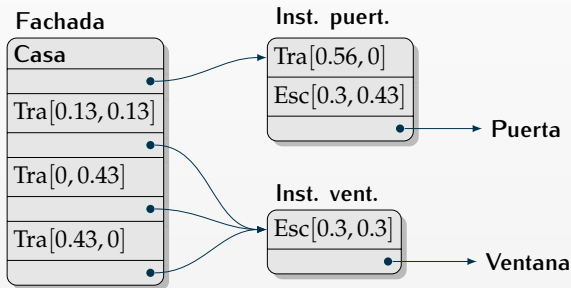 Fachada
Casa
Tra[0.13, 0.13]
Tra[0, 0.43]
Tra[0.43, 0]
Inst. puert.
Tra[0.56, 0]
Esc[0.3, 0.43]
Puerta
Inst. vent.
Esc[0.3, 0.3]
Ventana